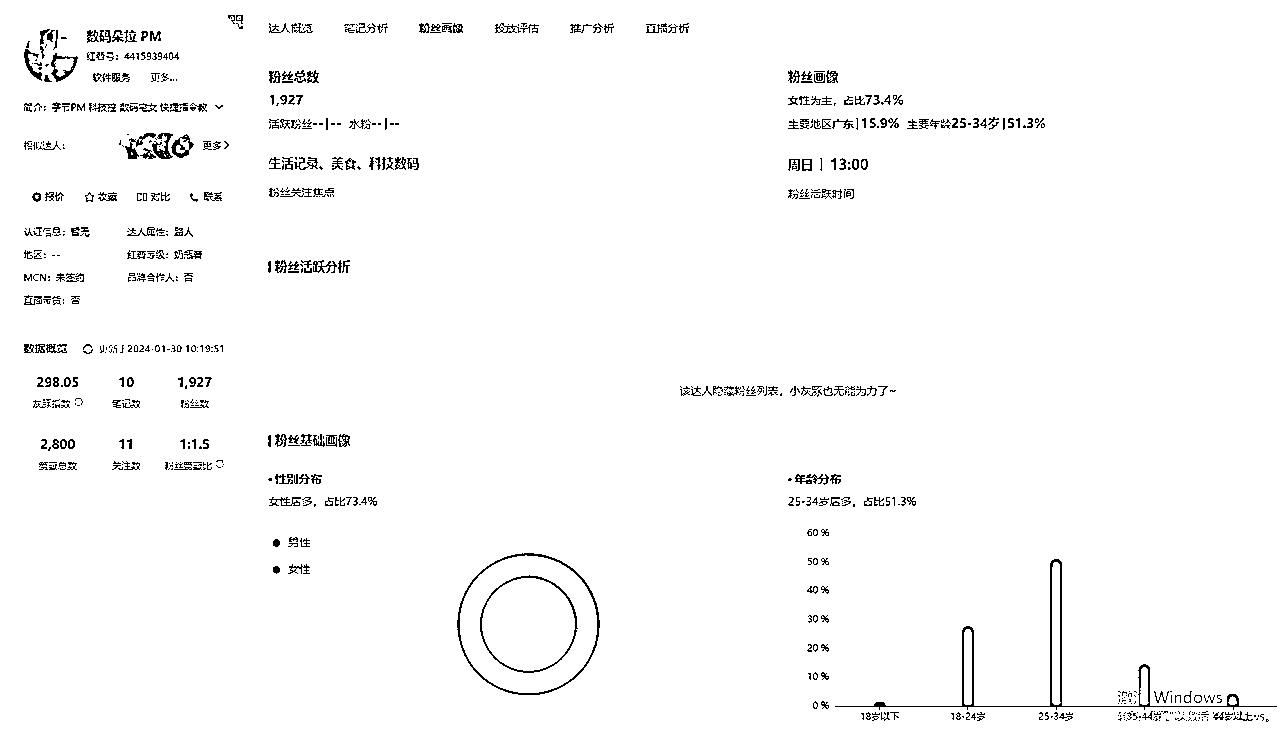 数码朵拉 PM
红薯号：4415939404
软件服务 更多...
简介：字节PM 科技控 数码宅女 快捷指令教
相似达人：
更多
报价 收藏 对比 联系
认证信息：暂无 达人属性：路人
地区：-- 红薯等级：奶瓶薯
MCN：未签约 品牌合作人：否
直播带货：否
数据概览 更新于2024-01-30 10:19:51
298.05 10 1,927
灰豚指数 笔记数 粉丝数
2,800 11 1:1.5
赞藏总数 关注数 粉丝赞藏比
达人概览 笔记分析 粉丝画像 投放评估 推广分析 直播分析
粉丝总数
1,927
活跃粉丝--|-- 水粉--|--
生活记录、美食、科技数码
粉丝关注焦点
粉丝画像
女性为主，占比73.4%
主要地区广东|15.9% 主要年龄25-34岁|51.3%
周日 | 13:00
粉丝活跃时间
粉丝活跃分析
该达人隐藏粉丝列表，小灰豚也无能为力了~
粉丝基础画像
·性别分布
女性居多，占比73.4%
男性
女性
·年龄分布
25-34岁居多，占比51.3%
60 %
50 %
40 %
30 %
20 %
10 %
0 %
18岁以下 18-24岁 25-34岁 35-44岁 44岁以上
Windows